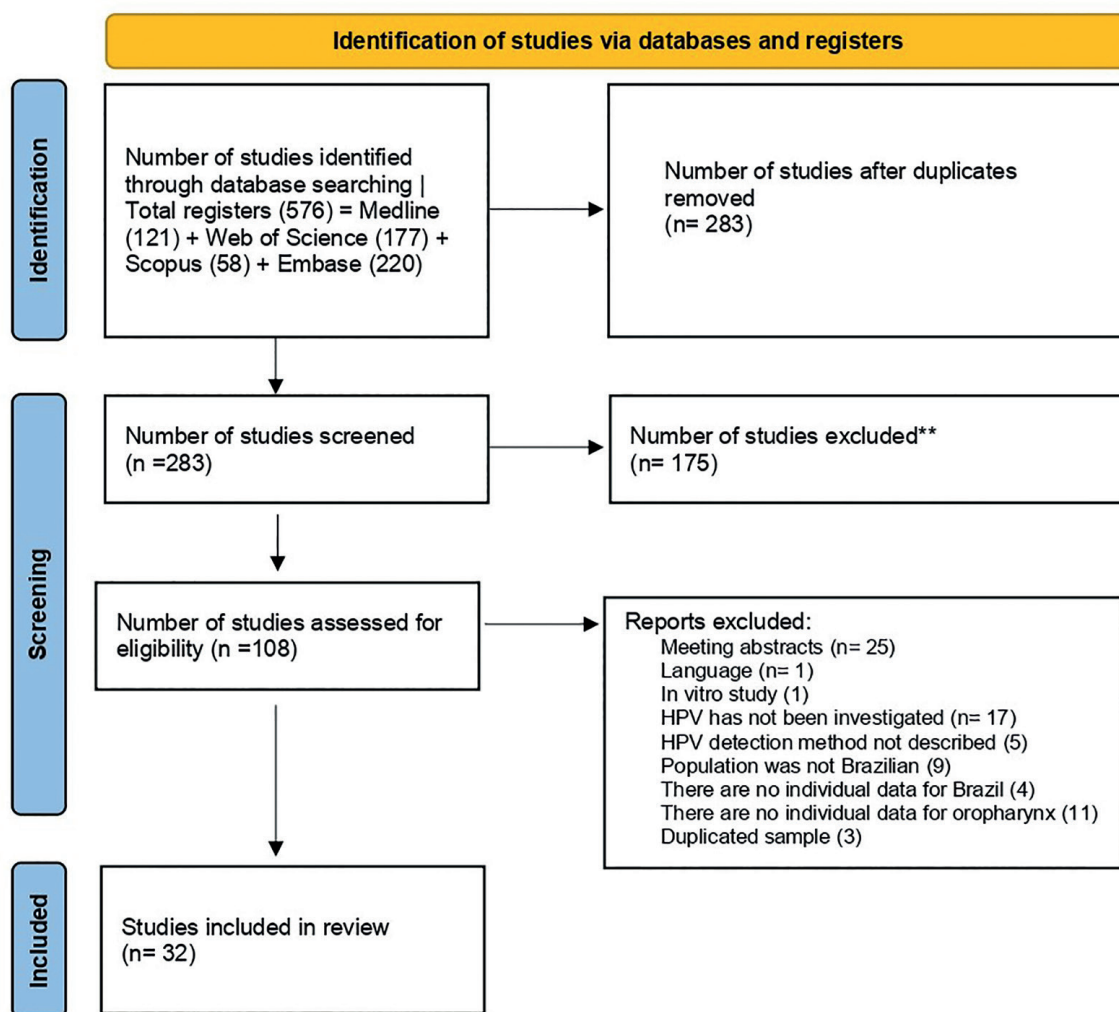 Identification of studies via databases and registers
Identification
Number of studies identified
through database searching |
Total registers (576) = Medline
(121) + Web of Science (177) +
Scopus (58) + Embase (220)
Number of studies after duplicates
removed
(n= 283)
Screening
Number of studies screened
(n =283)
Number of studies excluded**
(n= 175)
Number of studies assessed for
eligibility (n =108)
Reports excluded:
Meeting abstracts (n= 25)
Language (n= 1)
In vitro study (1)
HPV has not been investigated (n= 17)
HPV detection method not described (5)
Population was not Brazilian (9)
There are no individual data for Brazil (4)
There are no individual data for oropharynx (11)
Duplicated sample (3)
Included
Studies included in review
(n= 32)